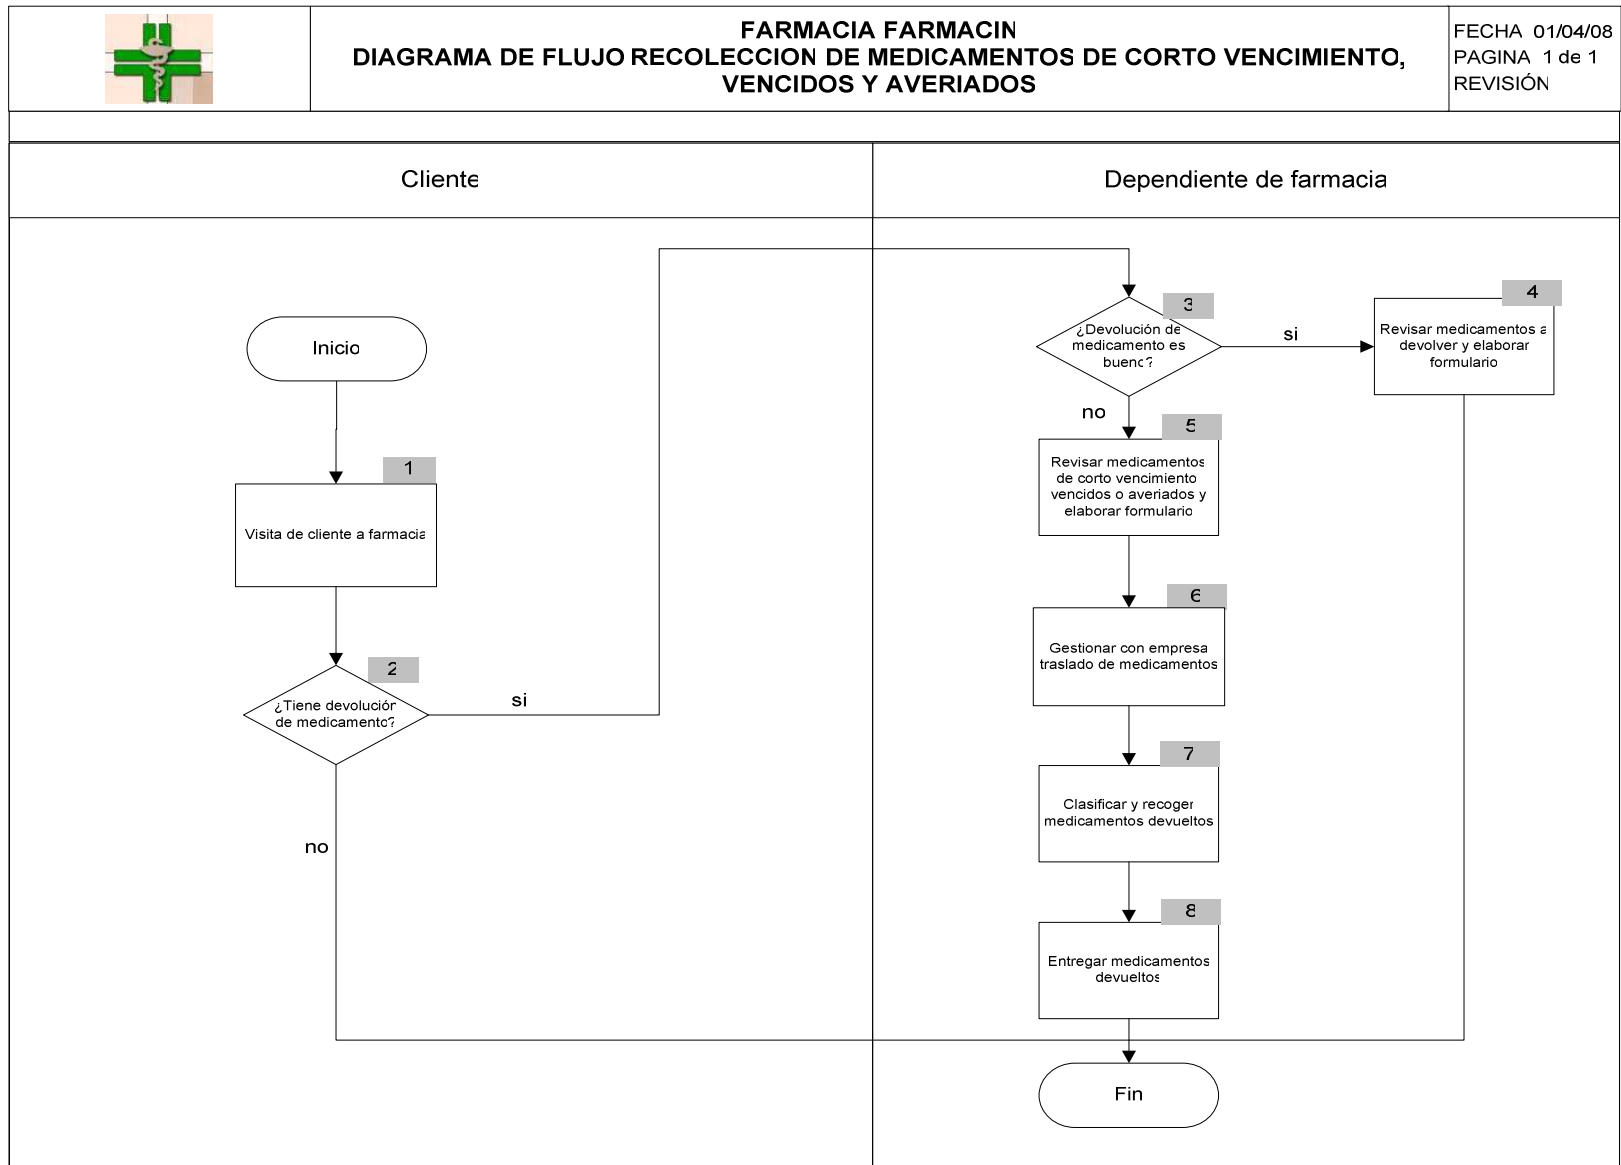 FARMACIA FARMACIN
DIAGRAMA DE FLUJO RECOLECCION DE MEDICAMENTOS DE CORTO VENCIMIENTO,
VENCIDOS Y AVERIADOS
FECHA 01/04/08
PAGINA 1 de 1
REVISIÓN
Cliente
Dependiente de farmacia
Inicio
1
Visita de cliente a farmacia
2
¿Tiene devolución
de medicamento?
si
no
3
¿Devolución de
medicamento es
bueno?
si
no
4
Revisar medicamentos a
devolver y elaborar
formulario
5
Revisar medicamentos
de corto vencimiento
vencidos o averiados y
elaborar formulario
6
Gestionar con empresa
traslado de medicamentos
7
Clasificar y recoger
medicamentos devueltos
8
Entregar medicamentos
devueltos
Fin